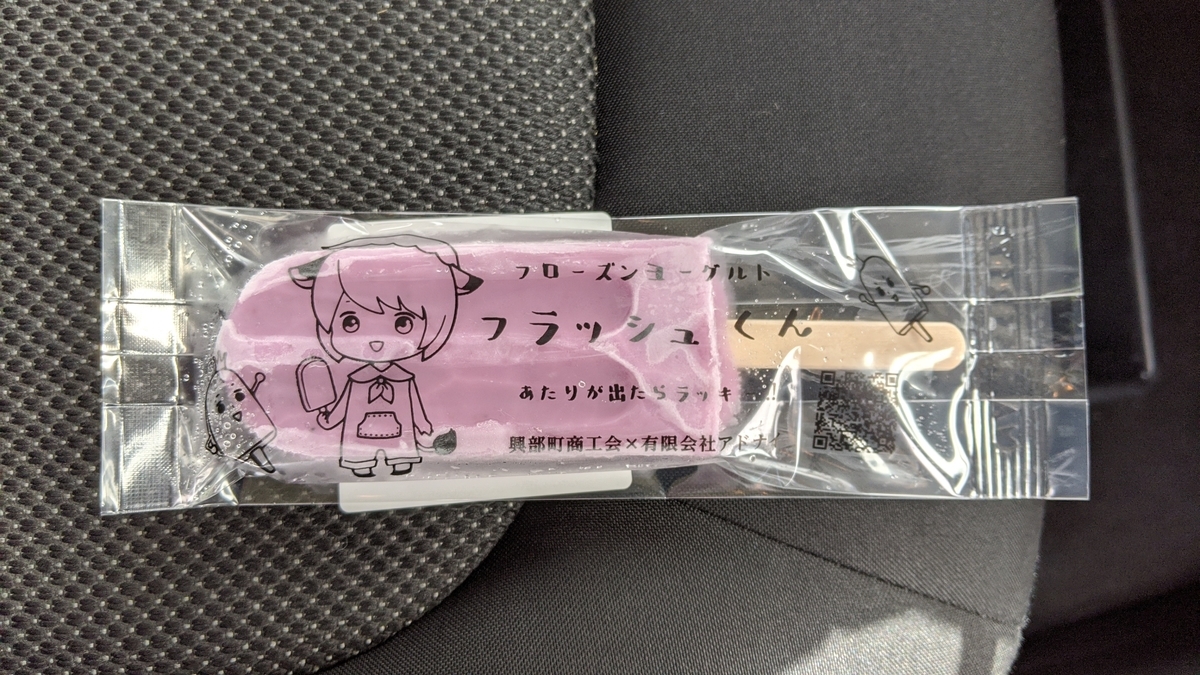 フローズンヨーグルト
フラッシュくん
あたりが出たらラッキー
興部町商工会×有限会社アドナイ